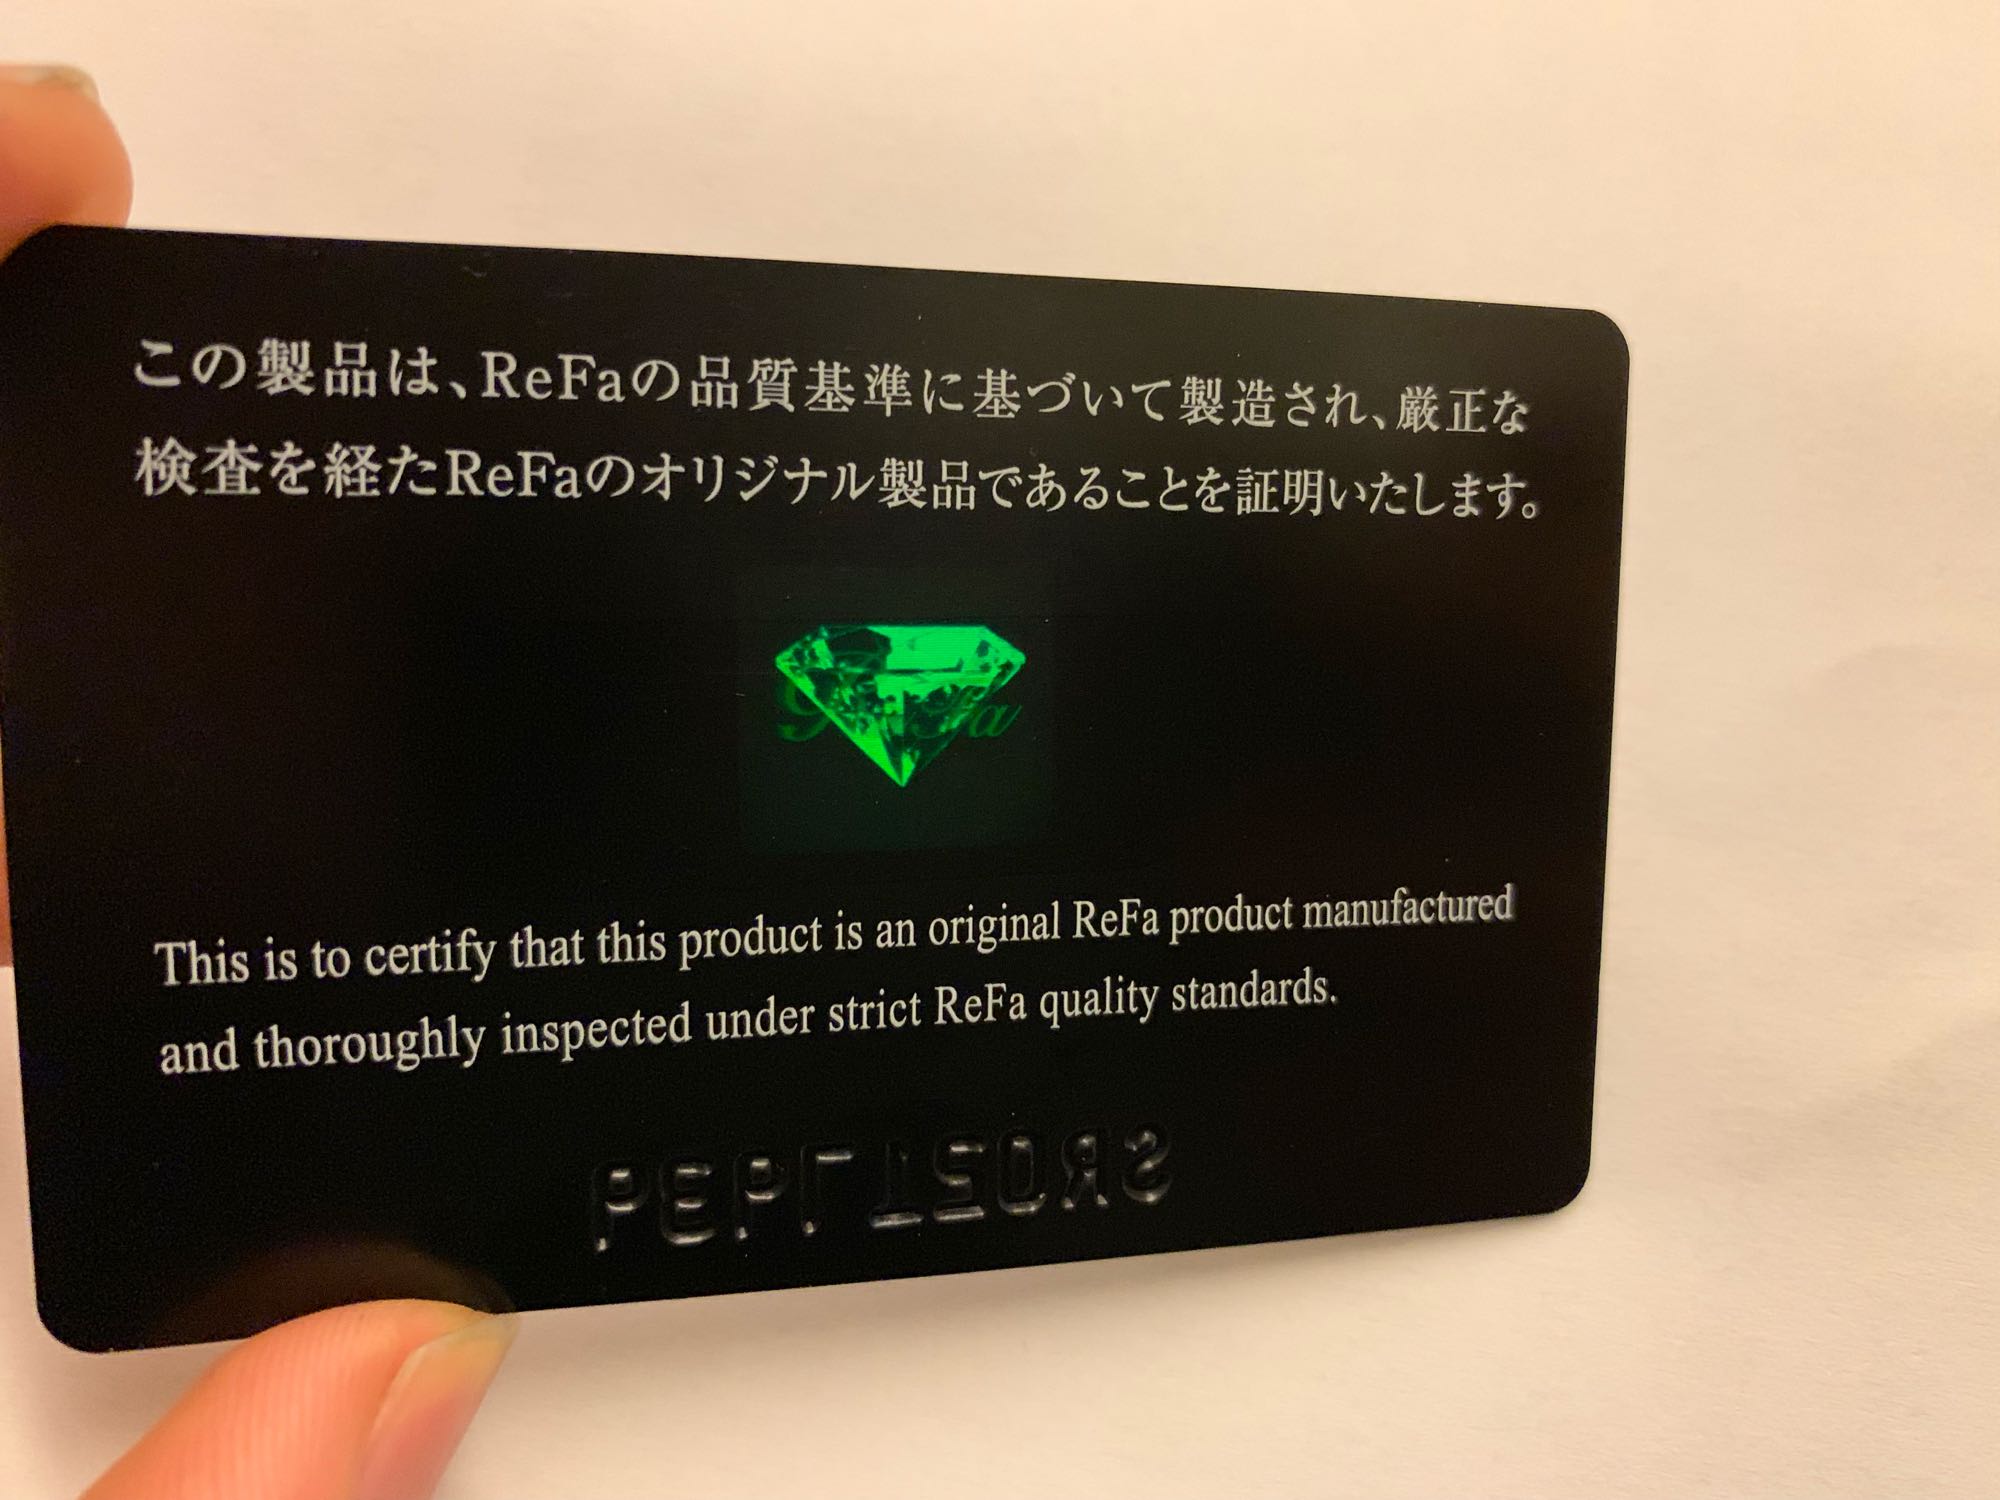 この製品は、ReFaの品質基準に基づいて製造され、厳正な
検査を経たReFaのオリジナル製品であることを証明いたします。
ReFa
This is to certify that this product is an original ReFa product manufactured
and thoroughly inspected under strict ReFa quality standards.